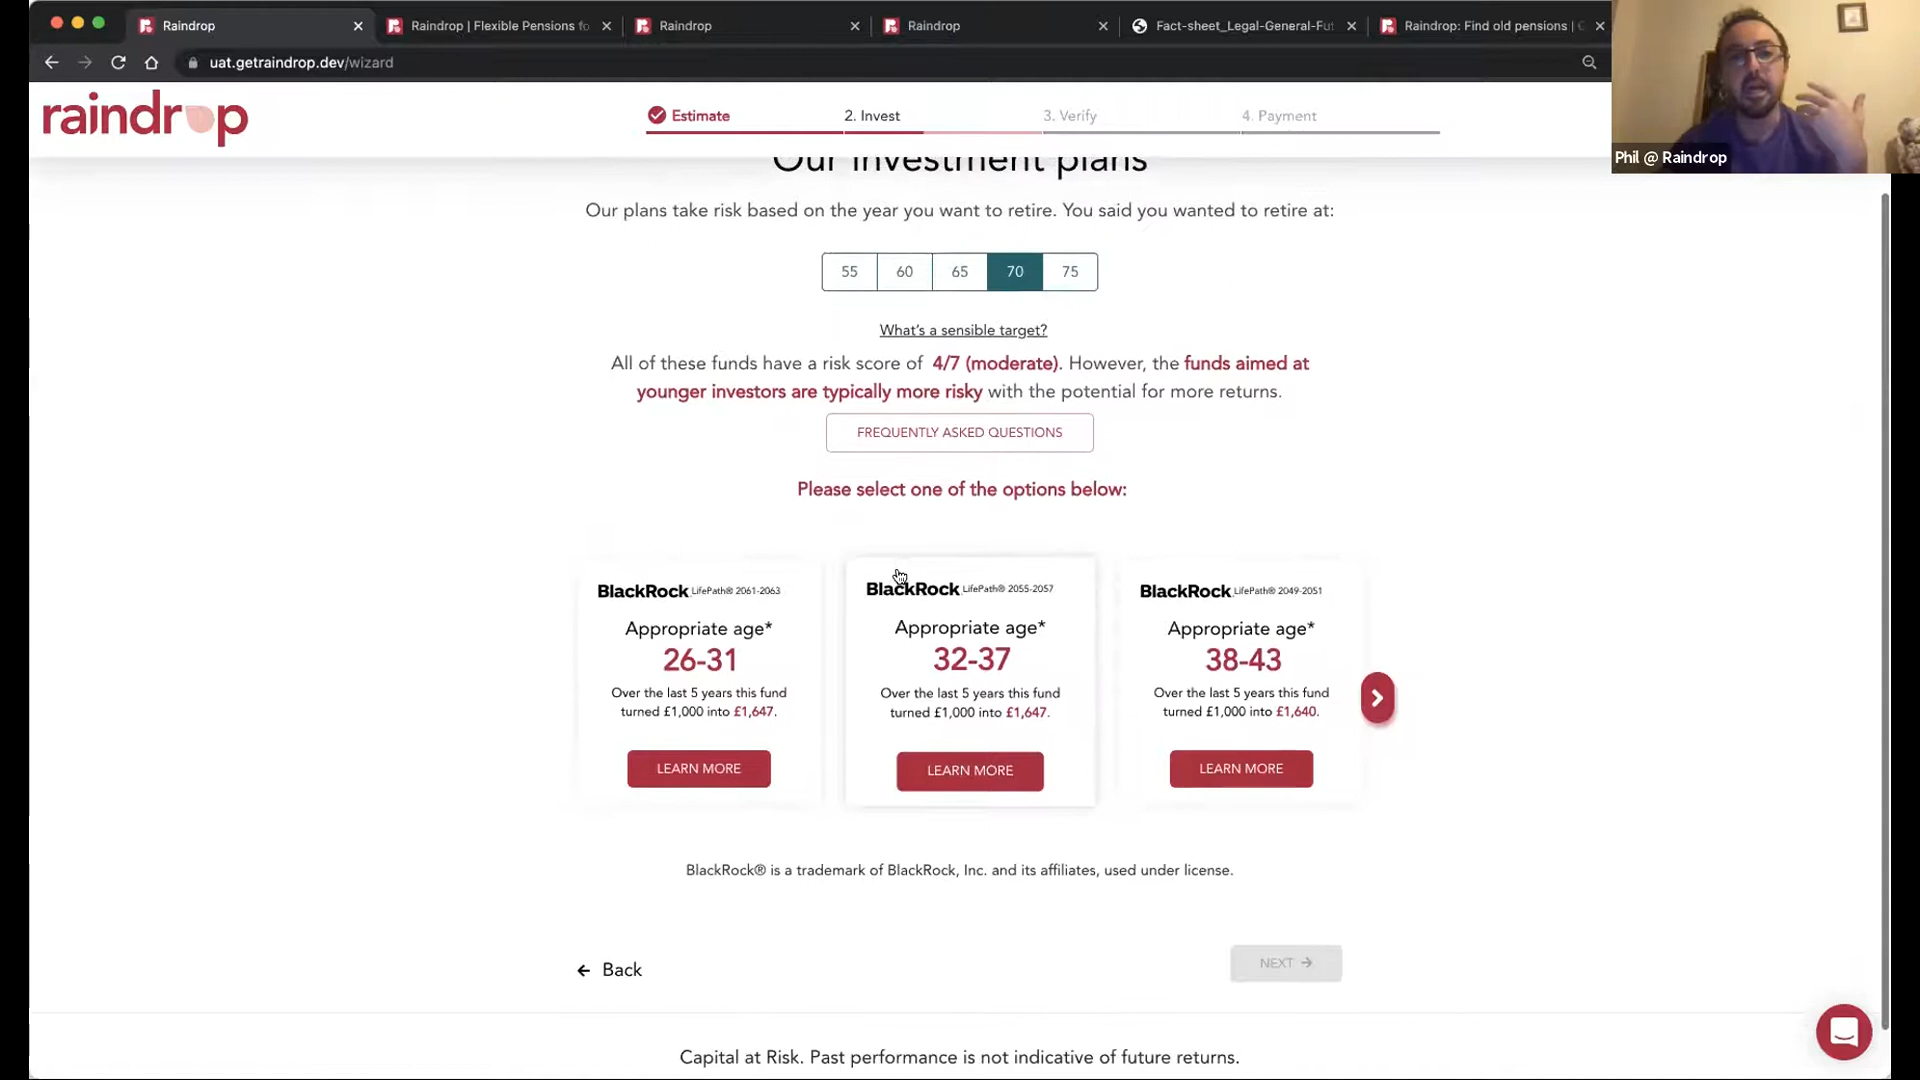 Raindrop
Raindrop | Flexible Pensions fo
Raindrop
Raindrop
Fact-sheet_Legal-General-Fut
Raindrop: Find old pensions |
uat.getraindrop.dev/wizard
raindrop
Estimate
2. Invest
3. Verify
4. Payment
Phil @ Raindrop
Our investment plans
Our plans take risk based on the year you want to retire. You said you wanted to retire at:
55
60
65
70
75
What's a sensible target?
All of these funds have a risk score of 4/7 (moderate). However, the funds aimed at
younger investors are typically more risky with the potential for more returns.
FREQUENTLY ASKED QUESTIONS
Please select one of the options below:
BlackRock. LifePath® 2061-2063
Appropriate age*
26-31
Over the last 5 years this fund
turned £1,000 into £1,647.
LEARN MORE
BlackRock. LifePath® 2055-2057
Appropriate age*
32-37
Over the last 5 years this fund
turned £1,000 into £1,647.
LEARN MORE
BlackRock. LifePath® 2049-2051
Appropriate age*
38-43
Over the last 5 years this fund
turned £1,000 into £1,640.
LEARN MORE
BlackRock® is a trademark of BlackRock, Inc. and its affiliates, used under license.
Back
NEXT
Capital at Risk. Past performance is not indicative of future returns.